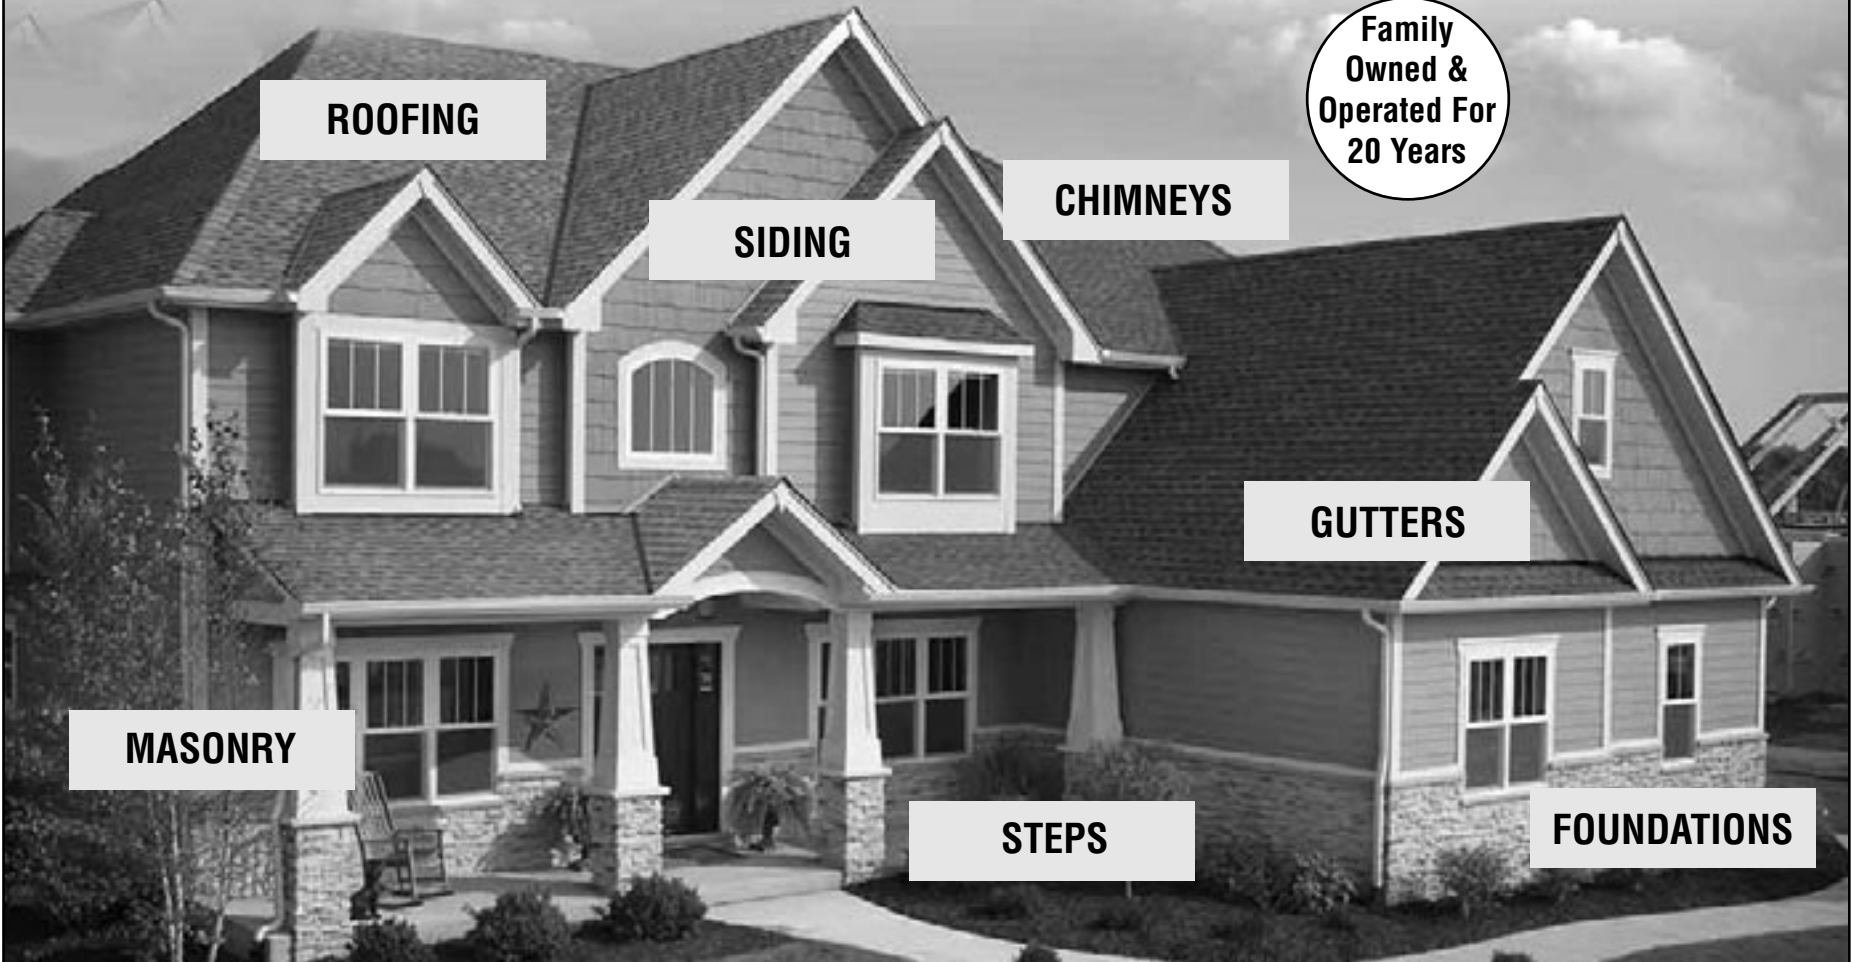 Family
Owned &
Operated For
20 Years
ROOFING
CHIMNEYS
SIDING
GUTTERS
MASONRY
STEPS
FOUNDATIONS